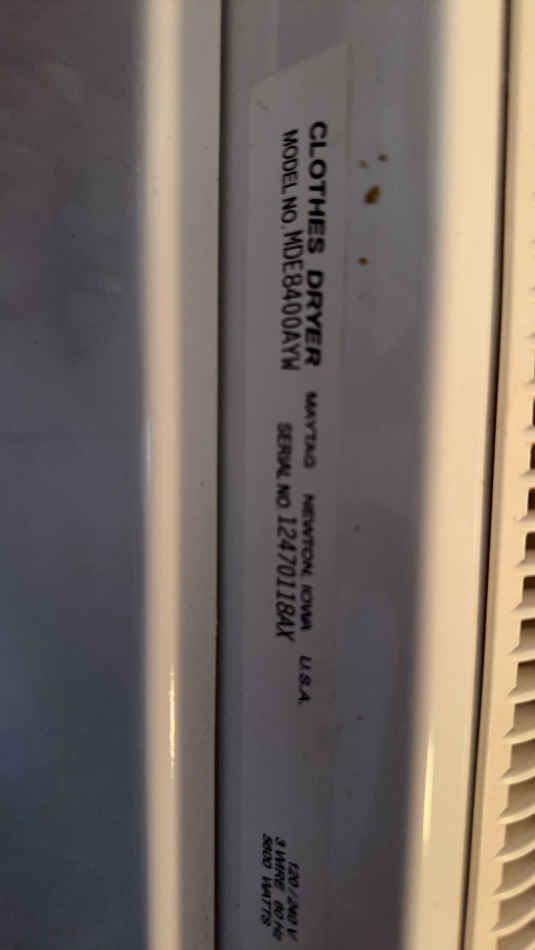 CLOTHES DRYER MAYTAG NEWTON, IOWA U.S.A.
MODEL NO. MDE8400AYW SERIAL NO. 12470118AX
120/240 V
3 WIRE 60 Hz
5600 WATTS